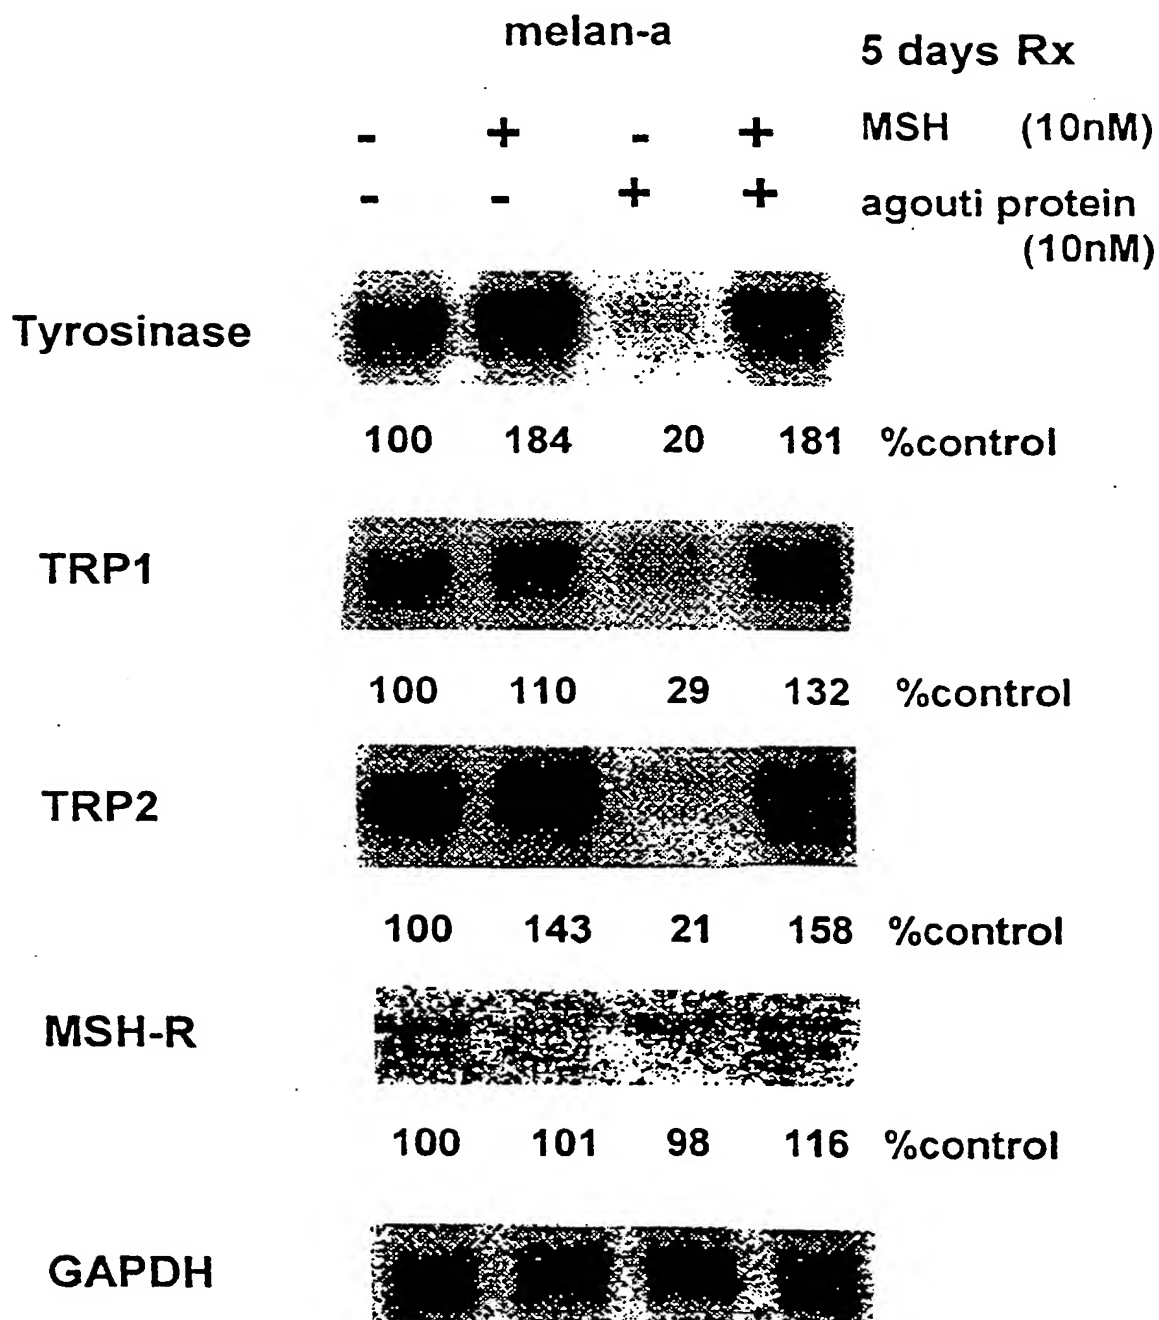 melan-a
5 days Rx
- + - + MSH (10nM)
- - + + agouti protein
(10nM)
Tyrosinase
100 184 20 181 %control
TRP1
100 110 29 132 %control
TRP2
100 143 21 158 %control
MSH-R
100 101 98 116 %control
GAPDH